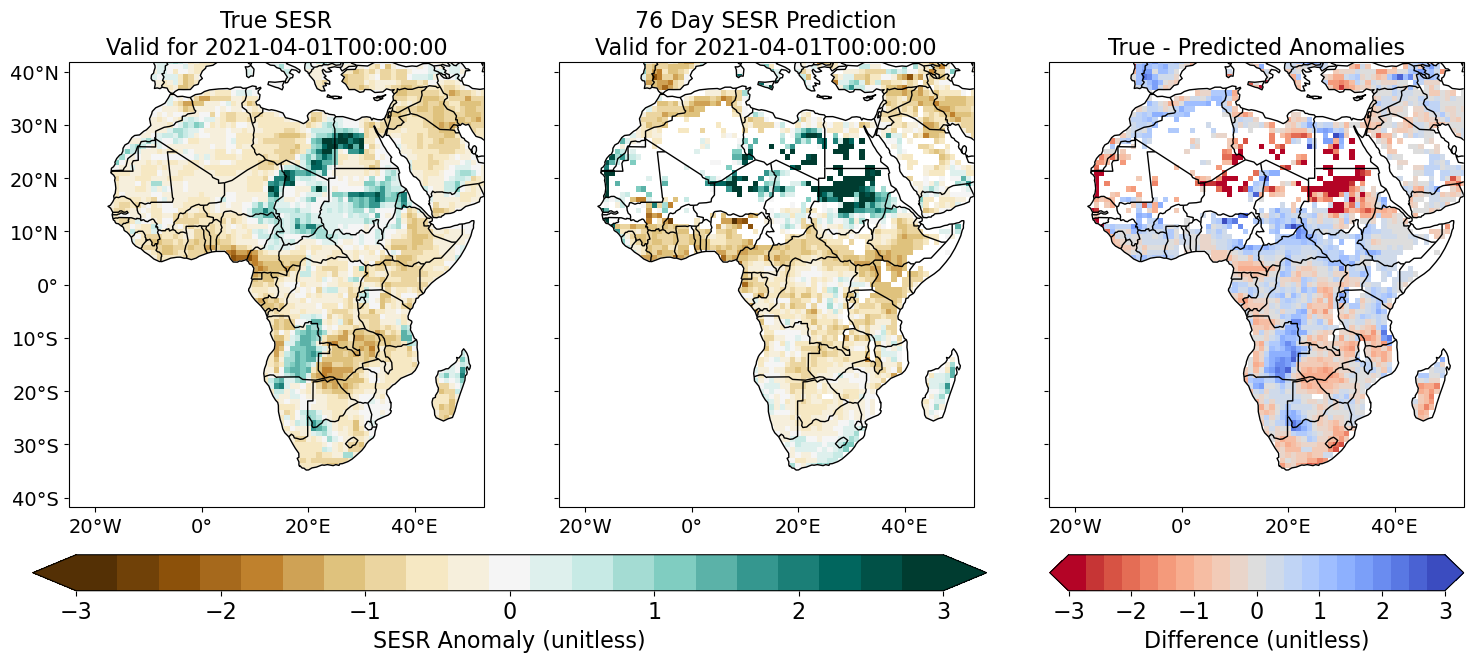 True SESR
Valid for 2021-04-01T00:00:00
76 Day SESR Prediction
Valid for 2021-04-01T00:00:00
True - Predicted Anomalies
40°N
30°N
20°N
10°N
0°
10°S
20°S
30°S
40°S
20°W 0° 20°E 40°E
20°W 0° 20°E 40°E
20°W 0° 20°E 40°E
−3 −2 −1 0 1 2 3
SESR Anomaly (unitless)
−3 −2 −1 0 1 2 3
Difference (unitless)